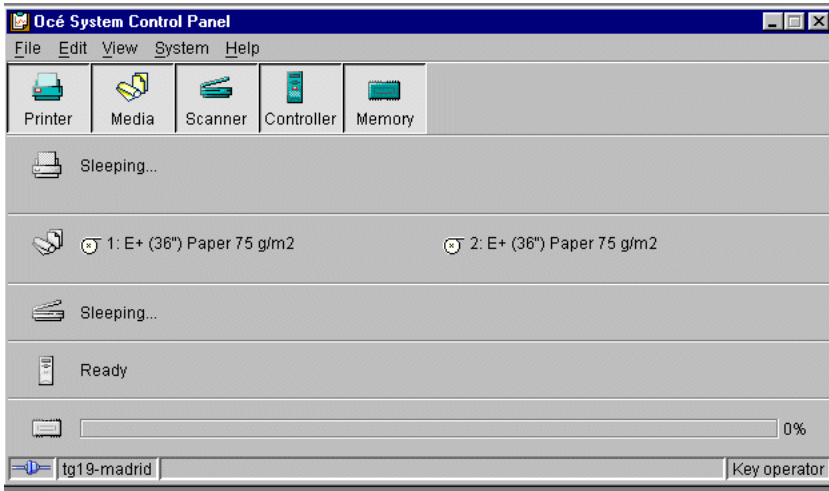 Océ System Control Panel
File Edit View System Help
Printer Media Scanner Controller Memory
Sleeping...
1: E+ (36") Paper 75 g/m2 2: E+ (36") Paper 75 g/m2
Sleeping...
Ready
0%
tg19-madrid Key operator